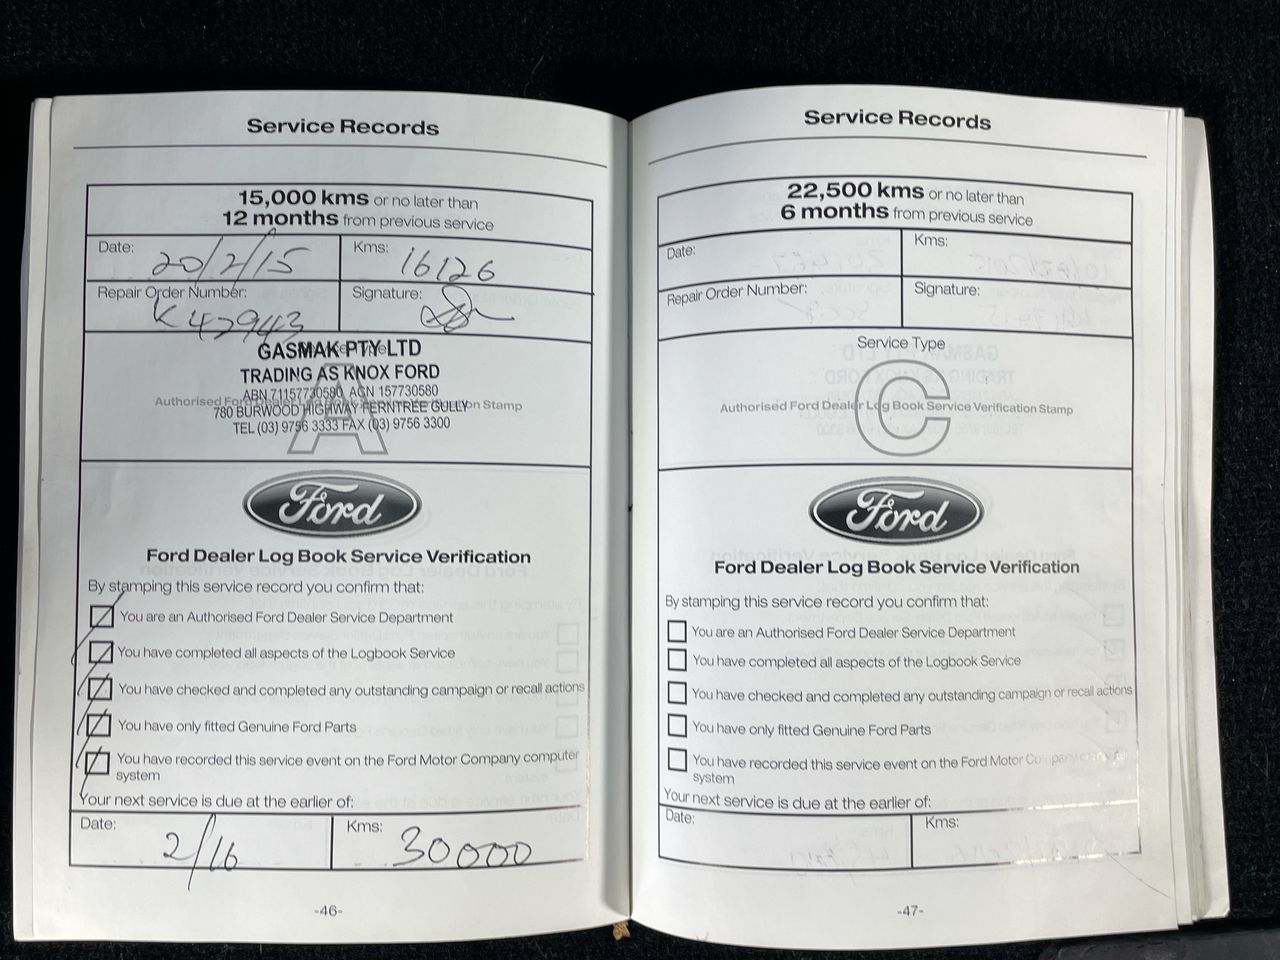 Service Records
15,000 kms or no later than
12 months from previous service
Date: 20/2/15 Kms: 16126
Repair Order Number: K47943 Signature:
GASMAK PTY LTD
TRADING AS KNOX FORD
ABN 71157730580 ACN 157730580
Authorised Ford Dealer Log Book Service Verification Stamp
780 BURWOOD HIGHWAY FERNTREE GULLY
TEL (03) 9756 3333 FAX (03) 9756 3300
A
Ford
Ford Dealer Log Book Service Verification
By stamping this service record you confirm that:
You are an Authorised Ford Dealer Service Department
You have completed all aspects of the Logbook Service
You have checked and completed any outstanding campaign or recall actions
You have only fitted Genuine Ford Parts
You have recorded this service event on the Ford Motor Company computer
system
Your next service is due at the earlier of:
Date: 2/16 Kms: 30000
-46-
Service Records
22,500 kms or no later than
6 months from previous service
Date: Kms:
Repair Order Number: Signature:
Service Type
Authorised Ford Dealer Log Book Service Verification Stamp
C
Ford
Ford Dealer Log Book Service Verification
By stamping this service record you confirm that:
You are an Authorised Ford Dealer Service Department
You have completed all aspects of the Logbook Service
You have checked and completed any outstanding campaign or recall actions
You have only fitted Genuine Ford Parts
You have recorded this service event on the Ford Motor Company computer
system
Your next service is due at the earlier of:
Date: Kms:
-47-